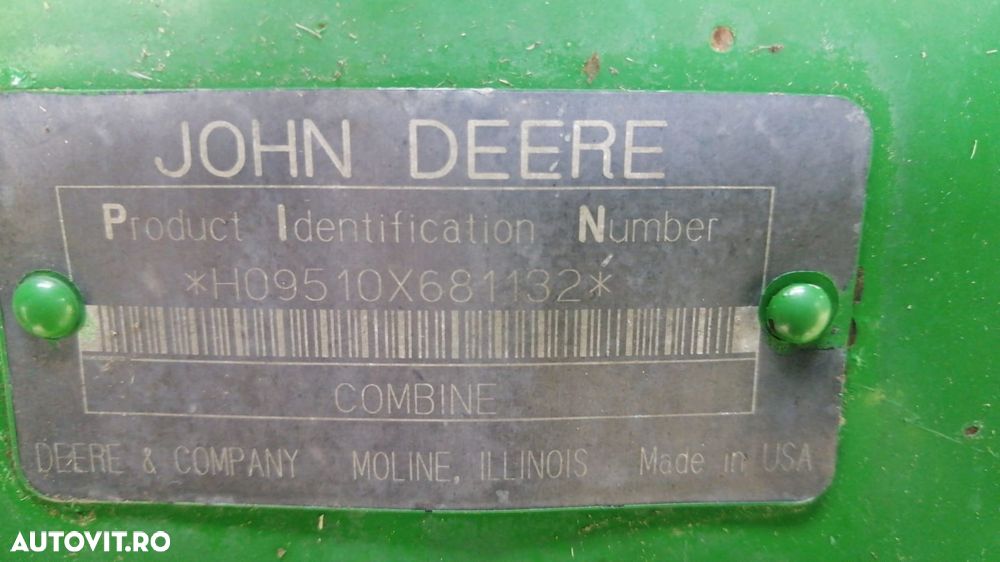 JOHN DEERE
Product Identification Number
*H09510X681132*
COMBINE
DEERE & COMPANY MOLINE, ILLINOIS Made in USA
AUTOVIT.RO